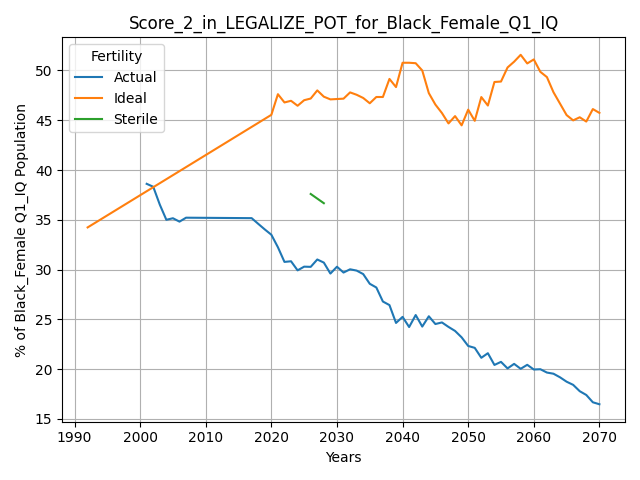 Score_2_in_LEGALIZE_POT_for_Black_Female_Q1_IQ
Fertility
Actual
Ideal
Sterile
% of Black_Female Q1_IQ Population
50
45
40
35
30
25
20
15
1990
2000
2010
2020
2030
2040
2050
2060
2070
Years